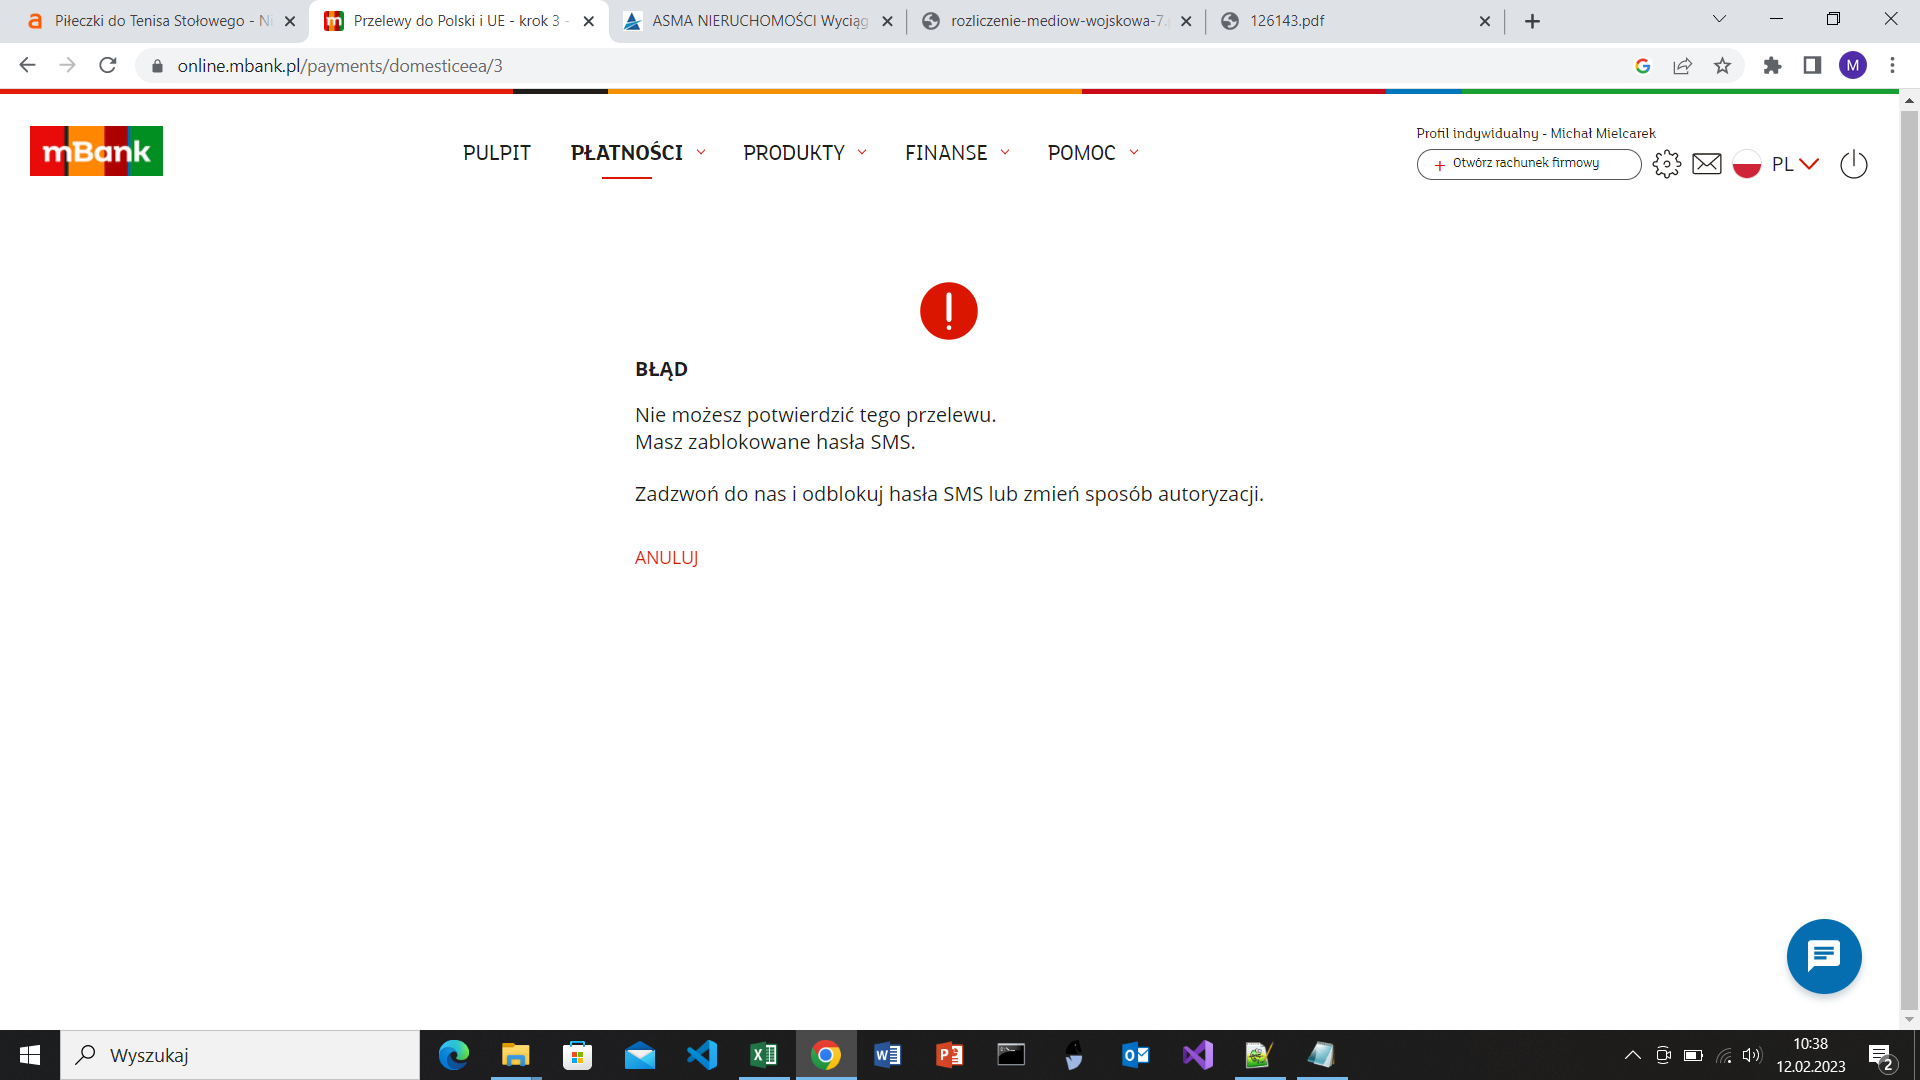 Piłeczki do Tenisa Stołowego - Ni
Przelewy do Polski i UE - krok 3 -
ASMA NIERUCHOMOŚCI Wyciąg
rozliczenie-mediow-wojskowa-7.p
126143.pdf
online.mbank.pl/payments/domesticeea/3
M
mBank
PULPIT
PŁATNOŚCI
PRODUKTY
FINANSE
POMOC
Profil indywidualny - Michał Mielcarek
+ Otwórz rachunek firmowy
PL
BŁĄD
Nie możesz potwierdzić tego przelewu.
Masz zablokowane hasła SMS.
Zadzwoń do nas i odblokuj hasła SMS lub zmień sposób autoryzacji.
ANULUJ
Wyszukaj
10:38
12.02.2023
2